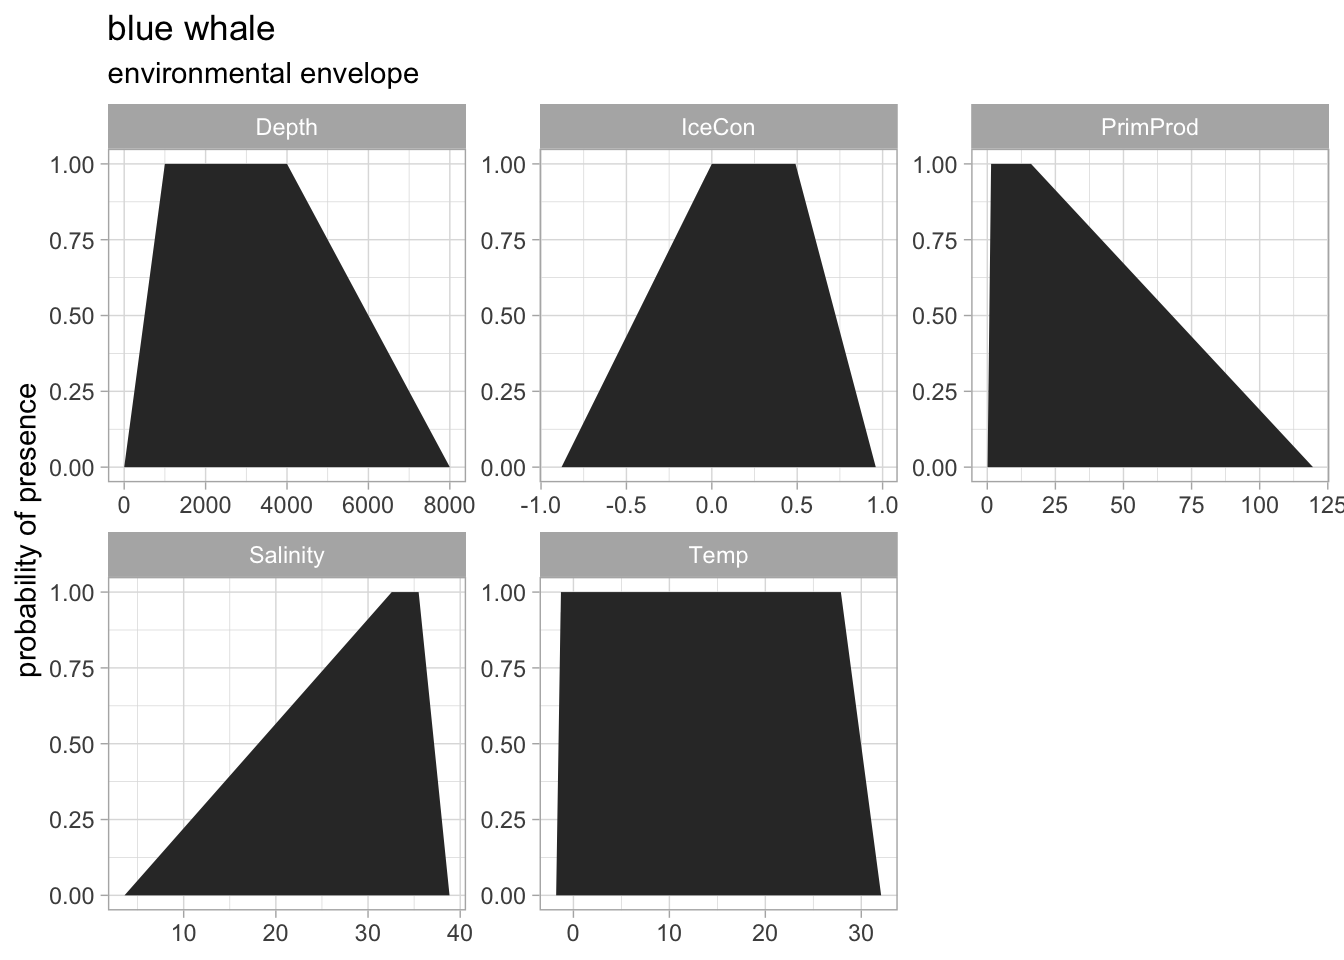 blue whale
environmental envelope
Depth
IceCon
PrimProd
1.00
0.75
0.50
0.25
0.00
1.00
0.75
0.50
0.25
0.00
1.00
0.75
0.50
0.25
0.00
0 2000 4000 6000 8000
-1.0 -0.5 0.0 0.5 1.0
0 25 50 75 100 125
probability of presence
Salinity
Temp
1.00
0.75
0.50
0.25
0.00
1.00
0.75
0.50
0.25
0.00
10 20 30 40
0 10 20 30